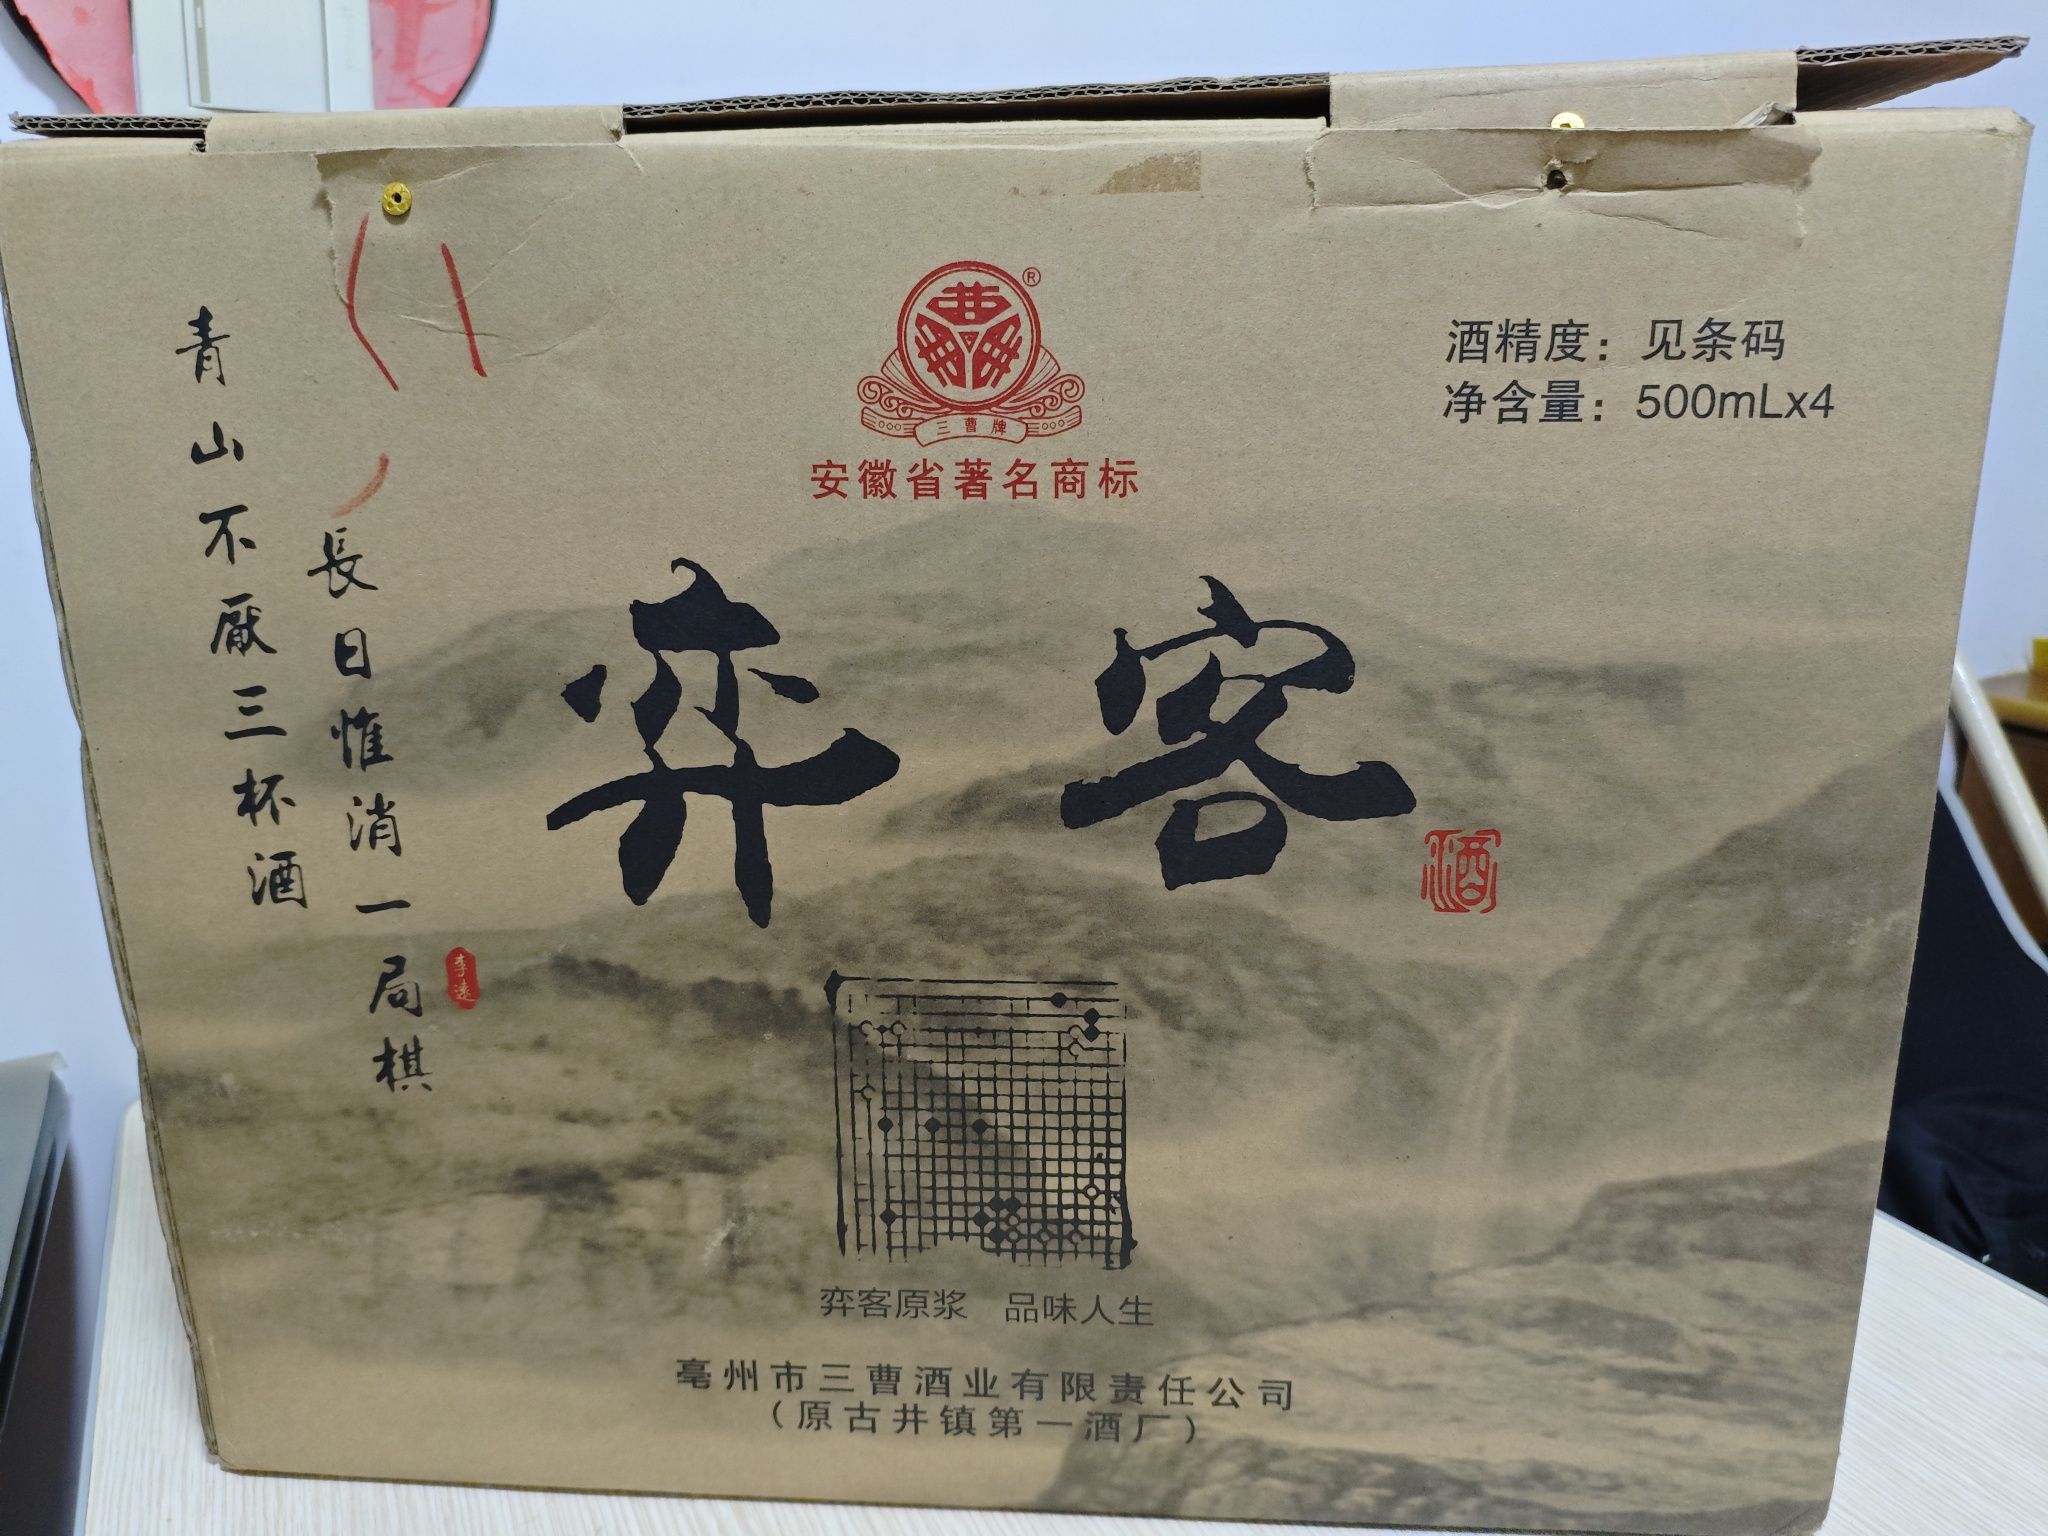 三曹牌
®
安徽省著名商标
酒精度：见条码
净含量：500mLx4
青山不厭三杯酒
長日惟消一局棋
李遠
弈客
酒
弈客原浆 品味人生
亳州市三曹酒业有限责任公司
（原古井镇第一酒厂）